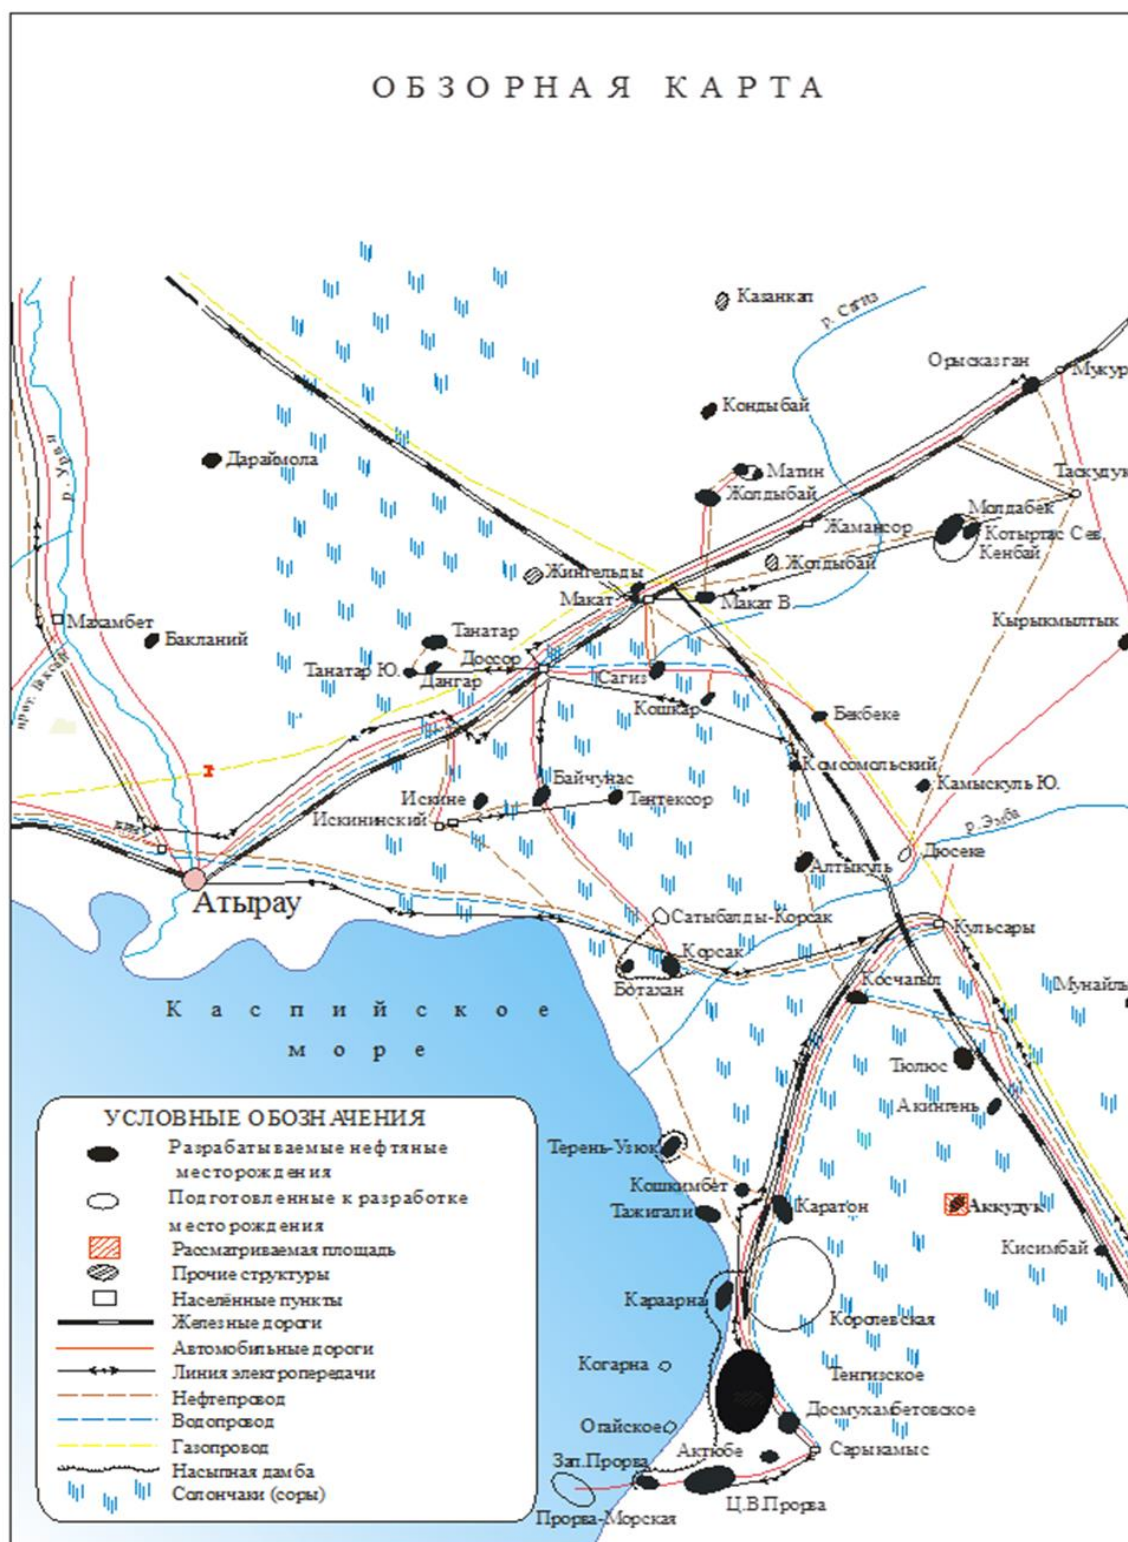 ОБЗОРНАЯ КАРТА
Казанкап
р. Сагиз
Орысказган
Мукур
Кондыбай
р. Урал
Дараймола
Матин
Жолдыбай
Таскудук
Молдабек
Жамансор
Котыртас Сев.
Кенбай
Жолдыбай
Жингельды
Макат
Макат В.
Махамбет
Бакланий
Танатар
Доссор
Кырыкмылтык
Танатар Ю.
Дангар
Сагиз
Кошкар
Бекбеке
Комсомольский
Байчунас
Камыскуль Ю.
Искине
Тентексор
Искининский
р.Эмба
Алтыкуль
Дюсеке
Атырау
Сатыбалды-Корсак
Кульсары
Корсак
Ботахан
Косчагыл
Мунайлы
Каспийское
море
Тюлюс
Акингень
УСЛОВНЫЕ ОБОЗНАЧЕНИЯ
Разрабатываемые нефтяные
месторождения
Подготовленные к разработке
месторождения
Рассматриваемая площадь
Прочие структуры
Населённые пункты
Железные дороги
Автомобильные дороги
Линия электропередачи
Нефтепровод
Водопровод
Газопровод
Насыпная дамба
Солончаки (соры)
Терень-Узюк
Кошкимбет
Тажигали
Каратон
Аккудук
Кисимбай
Караарна
Королевская
Когарна
Тенгизское
Досмухамбетовское
Огайское
Актюбе
Сарыкамыс
Зап.Прорва
Ц.В.Прорва
Прорва-Морская